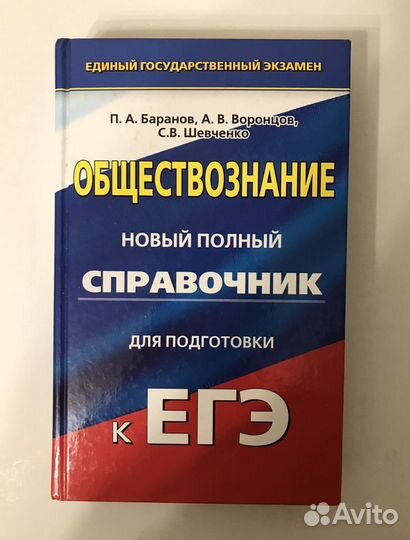 ЕДИНЫЙ ГОСУДАРСТВЕННЫЙ ЭКЗАМЕН
П. А. Баранов, А. В. Воронцов,
С.В. Шевченко
ОБЩЕСТВОЗНАНИЕ
НОВЫЙ ПОЛНЫЙ
СПРАВОЧНИК
ДЛЯ ПОДГОТОВКИ
К ЕГЭ
Avito